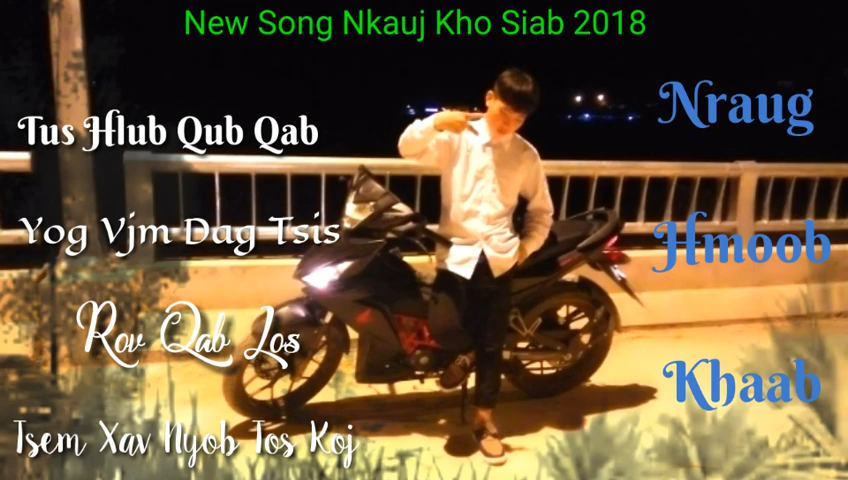 New Song Nkauj Kho Siab 2018
Tus Hlub Qub Qab
Yog Vjm Dag Tsis
Rov Qab Los
Tsem Xav Nyob Tos Koj
Nraug
Hmoob
Khaab